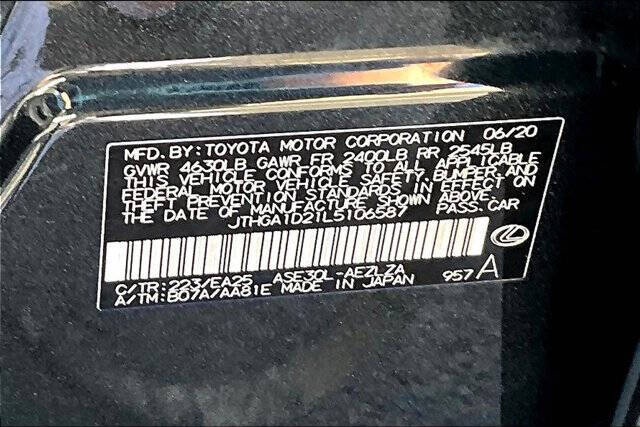 MFD.BY:TOYOTA MOTOR CORPORATION 06/20
GVWR 4630LB GAWR FR 2400LB RR 2545LB
THIS VEHICLE CONFORMS TO ALL APPLICABLE
FEDERAL MOTOR VEHICLE SAFETY,BUMPER,AND
THEFT PREVENTION STANDARDS IN EFFECT ON
THE DATE OF MANUFACTURE SHOWN ABOVE.
JTHGA1D21L5106587 PASS.CAR
C/TR:223/EA25 ASE30L-AEZLZA
A/TM:B07A/AA81E MADE IN JAPAN 957A